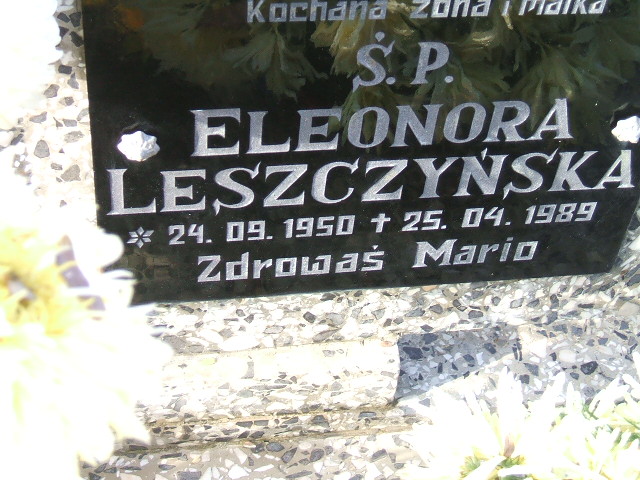 Kochana żona i matka
Ś. P.
ELEONORA
LESZCZYŃSKA
* 24. 09. 1950 ✝ 25. 04. 1989
Zdrowaś Mario